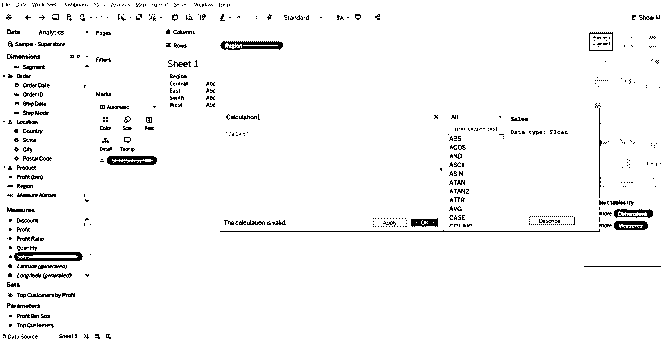 Standard
Show M
Data Analytics
Sample - Superstore
Dimensions
Segment
Order
Order Date
Order ID
Ship Date
Ship Mode
Location
Country
State
City
Postal Code
Product
Profit (bin)
Region
Measure Names
Measures
Discount
Profit
Profit Ratio
Quantity
Latitude (generated)
Longitude (generated)
Sets
Top Customers by Profit
Parameters
Profit Bin Size
Top Customers
Data Source Sheet 1
Pages
Filters
Marks
Automatic
Color Size Text
Detail Tooltip
Columns
Rows Region
Sheet 1
Region
Central Abc
East Abc
South Abc
West Abc
Calculation
The calculation is valid.
Apply OK
All
ABS
ACOS
AND
ASCII
ASIN
ATAN
ATAN2
ATTR
AVG
CASE
Sales
Data type: Float
more Dimensions
more Measures